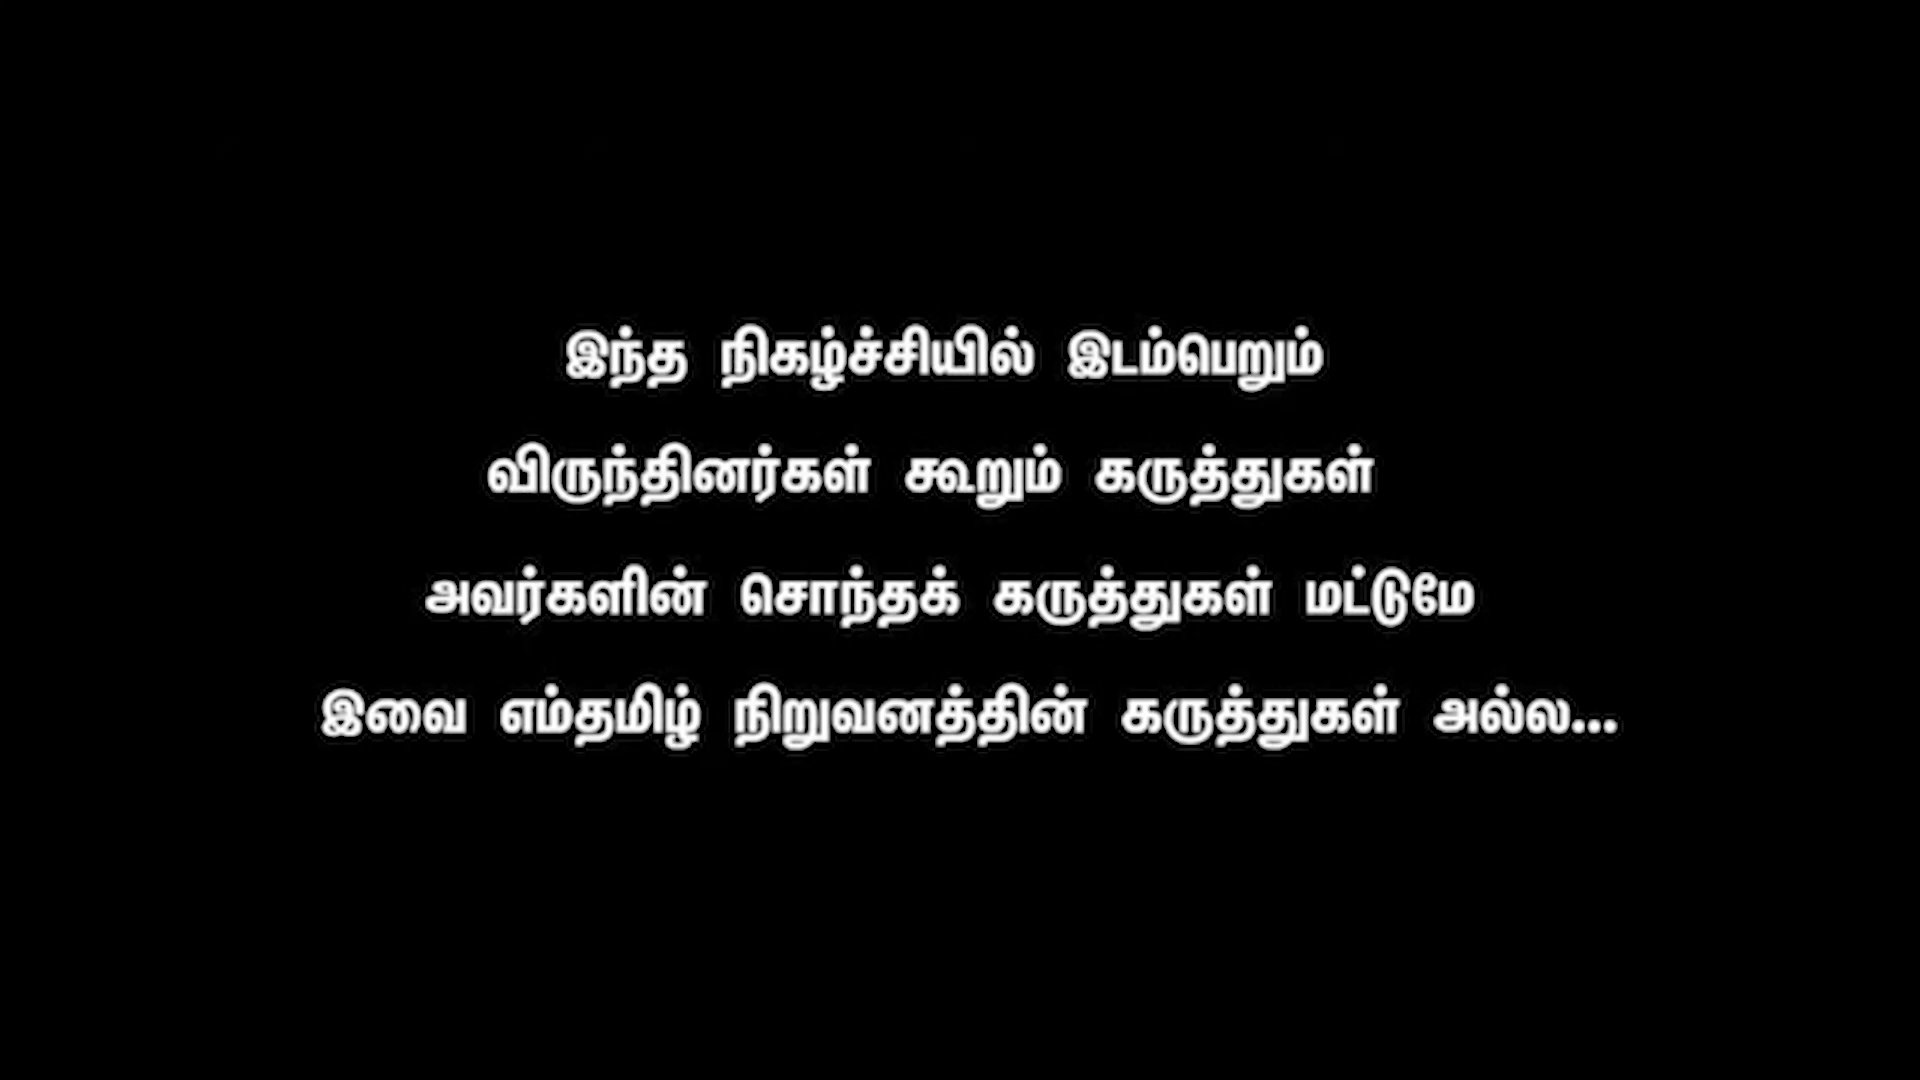 இந்த நிகழ்ச்சியில் இடம்பெறும்
விருந்தினர்கள் கூறும் கருத்துகள்
அவர்களின் சொந்தக் கருத்துகள் மட்டுமே
இவை எம்தமிழ் நிறுவனத்தின் கருத்துகள் அல்ல...